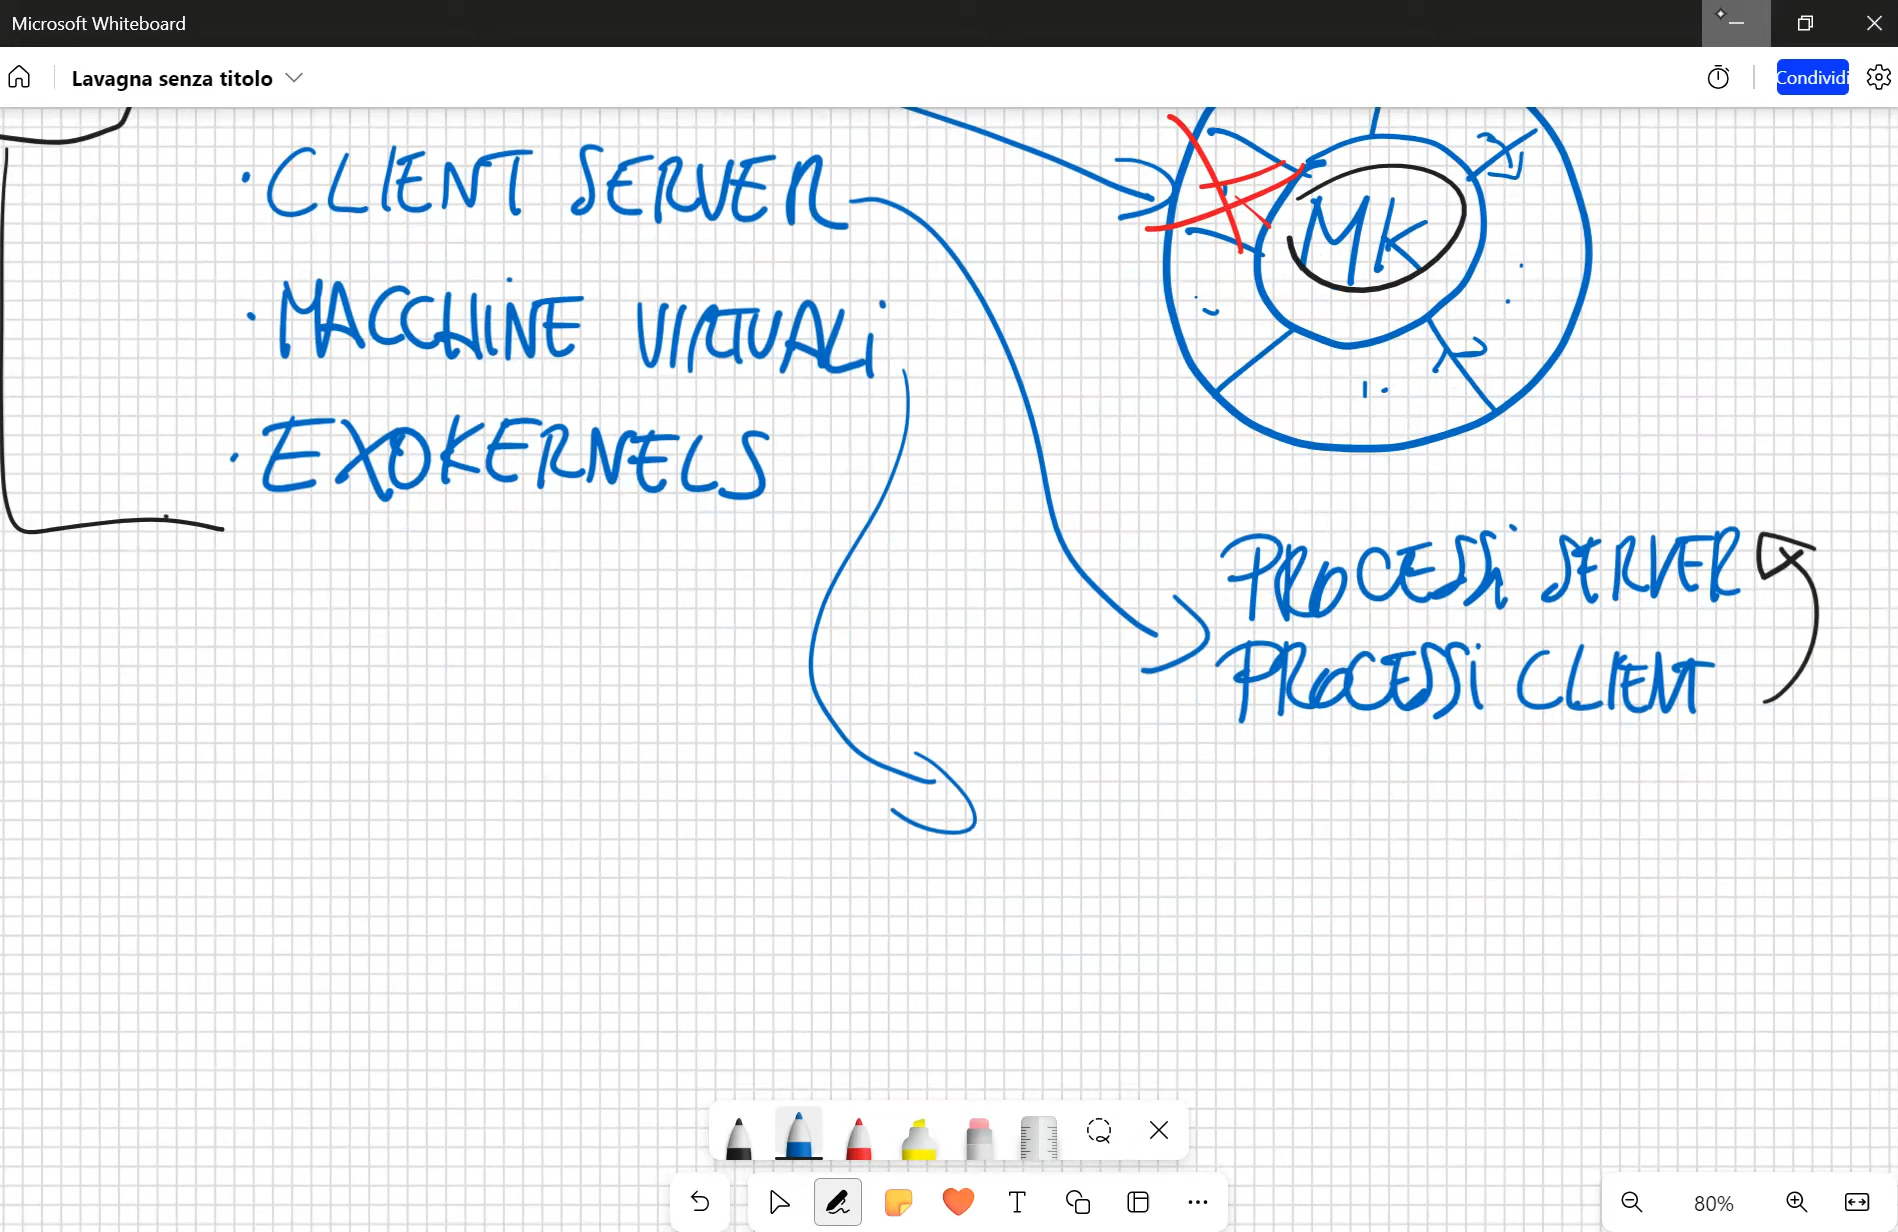 Microsoft Whiteboard
Lavagna senza titolo
Condividi
· CLIENT SERVER
· MACCHINE VIRTUALI
· EXOKERNELS
MK
PROCESSI SERVER
PROCESSI CLIENT
80%